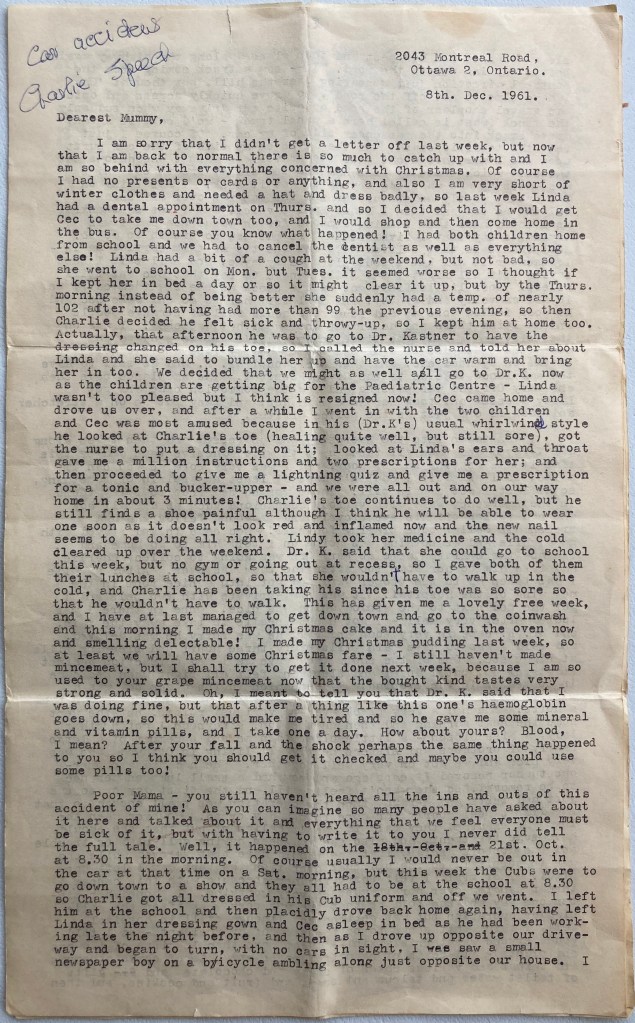 Car accident
Charlie Speech
2043 Montreal Road,
Ottawa 2, Ontario.
8th. Dec. 1961.
Dearest Mummy,
I am sorry that I didn't get a letter off last week, but now
that I am back to normal there is so much to catch up with and I
am so behind with everything concerned with Christmas. Of course
I had no presents or cards or anything, and also I am very short of
winter clothes and needed a hat and dress badly, so last week Linda
had a dental appointment on Thurs. and so I decided that I would get
Cec to take me down town too, and I would shop and then come home in
the bus. Of course you know what happened! I had both children home
from school and we had to cancel the dentist as well as everything
else! Linda had a bit of a cough at the weekend, but not bad, so
she went to school on Mon. but Tues. it seemed worse so I thought if
I kept her in bed a day or so it might clear it up, but by the Thurs.
morning instead of being better she suddenly had a temp. of nearly
102 after not having had more than 99 the previous evening, so then
Charlie decided he felt sick and throwy-up, so I kept him at home too.
Actually, that afternoon he was to go to Dr. Kastner to have the
dressing changed on his toe, so I called the nurse and told her about
Linda and she said to bundle her up and have the car warm and bring
her in too. We decided that we might as well all go to Dr.K. now
as the children are getting big for the Paediatric Centre - Linda
wasn't too pleased but I think is resigned now! Cec came home and
drove us over, and after a while I went in with the two children
and Cec was most amused because in his (Dr.K's) usual whirlwind style
he looked at Charlie's toe (healing quite well, but still sore), got
the nurse to put a dressing on it; looked at Linda's ears and throat
gave me a million instructions and two prescriptions for her; and
then proceeded to give me a lightning quiz and give me a prescription
for a tonic and bucker-upper - and we were all out and on our way
home in about 3 minutes! Charlie's toe continues to do well, but he
still finds a shoe painful although I think he will be able to wear
one soon as it doesn't look red and inflamed now and the new nail
seems to be doing all right. Lindy took her medicine and the cold
cleared up over the weekend. Dr. K. said that she could go to school
this week, but no gym or going out at recess, so I gave both of them
their lunches at school, so that she wouldn't have to walk up in the
cold, and Charlie has been taking his since his toe was so sore so
that he wouldn't have to walk. This has given me a lovely free week,
and I have at last managed to get down town and go to the coinwash
and this morning I made my Christmas cake and it is in the oven now
and smelling delectable! I made my Christmas pudding last week, so
at least we will have some Christmas fare - I still haven't made
mincemeat, but I shall try to get it done next week, because I am so
used to your grape mincemeat now that the bought kind tastes very
strong and solid. Oh, I meant to tell you that Dr. K. said that I
was doing fine, but that after a thing like this one's haemoglobin
goes down, so this would make me tired and so he gave me some mineral
and vitamin pills, and I take one a day. How about yours? Blood,
I mean? After your fall and the shock perhaps the same thing happened
to you so I think you should get it checked and maybe you could use
some pills too!
Poor Mama - you still haven't heard all the ins and outs of this
accident of mine! As you can imagine so many people have asked about
it here and talked about it and everything that we feel everyone must
be sick of it, but with having to write it to you I never did tell
the full tale. Well, it happened on the 18th. Oct. and 21st. Oct.
at 8.30 in the morning. Of course usually I would never be out in
the car at that time on a Sat. morning, but this week the Cubs were to
go down town to a show and they all had to be at the school at 8.30
so Charlie got all dressed in his Cub uniform and off we went. I left
him at the school and then placidly drove back home again, having left
Linda in her dressing gown and Cec asleep in bed as he had been work-
ing late the night before, and then as I drove up opposite our drive-
way and began to turn, with no cars in sight, I was saw a small
newspaper boy on a bicycle ambling along just opposite our house. I